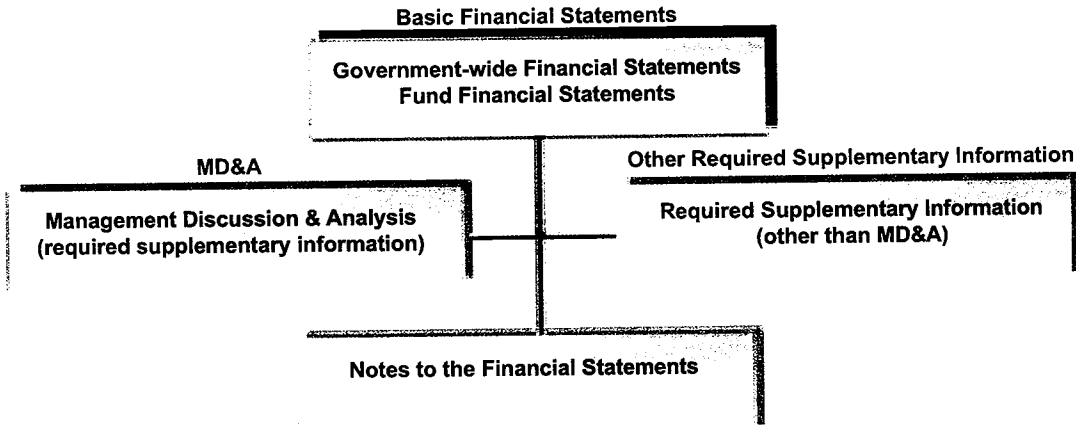 Basic Financial Statements
Government-wide Financial Statements
Fund Financial Statements
MD&A
Management Discussion & Analysis
(required supplementary information)
Other Required Supplementary Information
Required Supplementary Information
(other than MD&A)
Notes to the Financial Statements